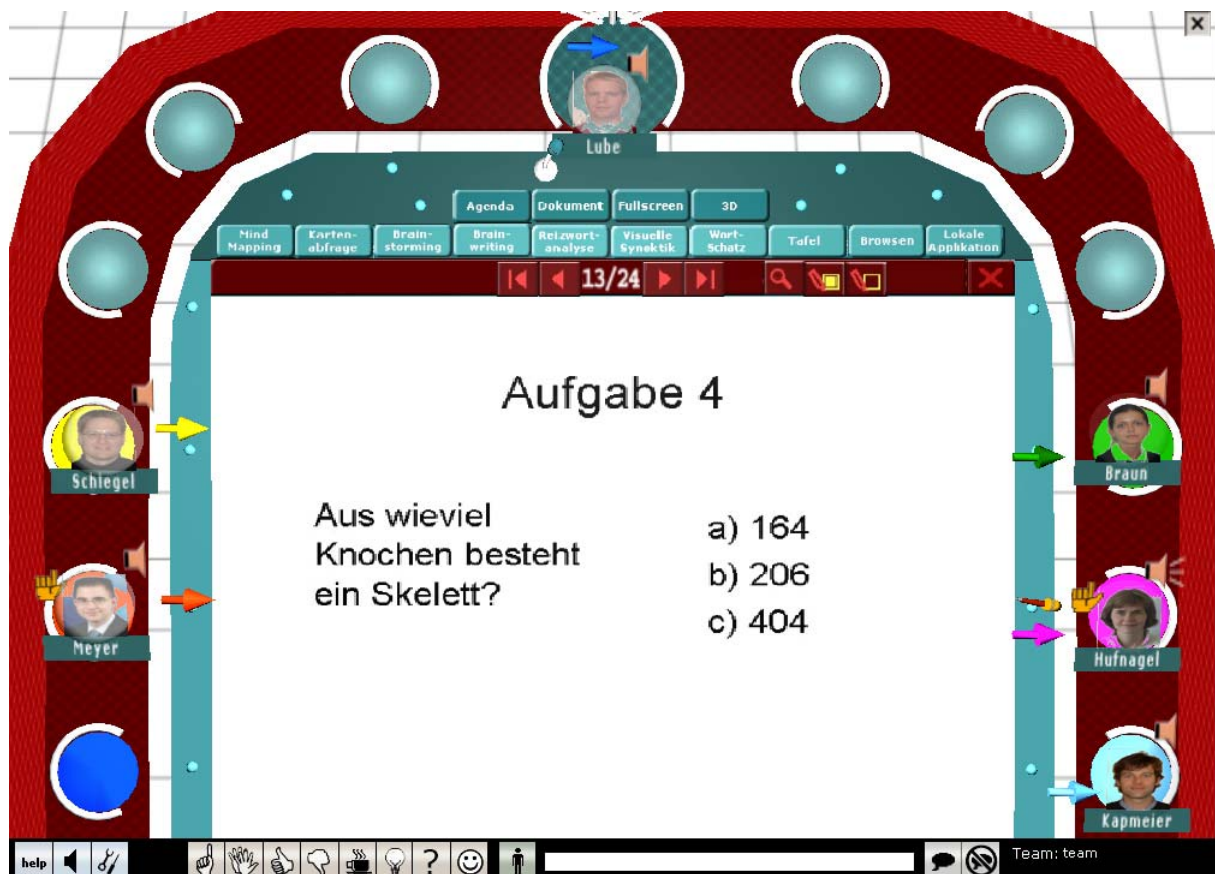 Lube
Agenda
Dokument
Fullscreen
3D
Mind
Mapping
Karten-
abfrage
Brain-
storming
Brain-
writing
Reizwort-
analyse
Visuelle
Synektik
Wort-
Schatz
Tafel
Browsen
Lokale
Applikation
13/24
Aufgabe 4
Aus wieviel
Knochen besteht
ein Skelett?
a) 164
b) 206
c) 404
Schlegel
Meyer
Braun
Hufnagel
Kapmeier
help
?
Team: team